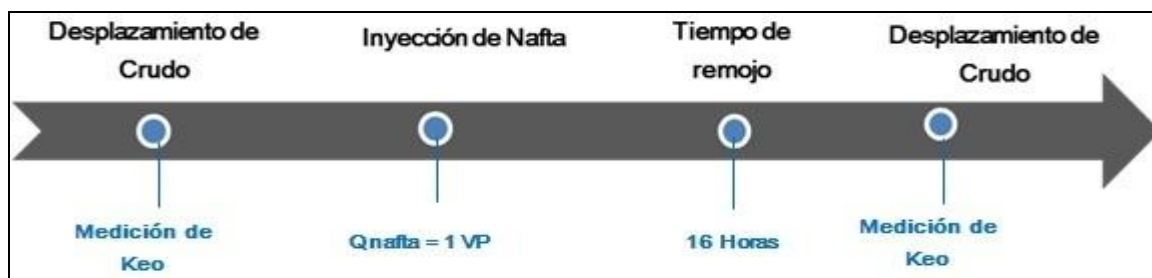 Desplazamiento de
Crudo
Inyección de Nafta
Tiempo de
remojo
Desplazamiento de
Crudo
Medición de
Keo
Qnafta = 1 VP
16 Horas
Medición de
Keo